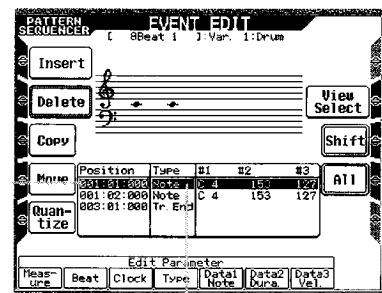 PATTERN
SEQUENCER
EVENT EDIT
[ 8Beat 1 ]:Var. 1:Drum
Insert
Delete
View
Select
Copy
Shift
Move
Position Type #1 #2 #3
All
001:01:000 Note C 4 153 127
001:02:000 Note C 4 153 127
003:01:000 Tr. End
Quan-
tize
Edit Parameter
Meas-
ure
Beat
Clock
Type
Data1
Note
Data2
Dura.
Data3
Vel.